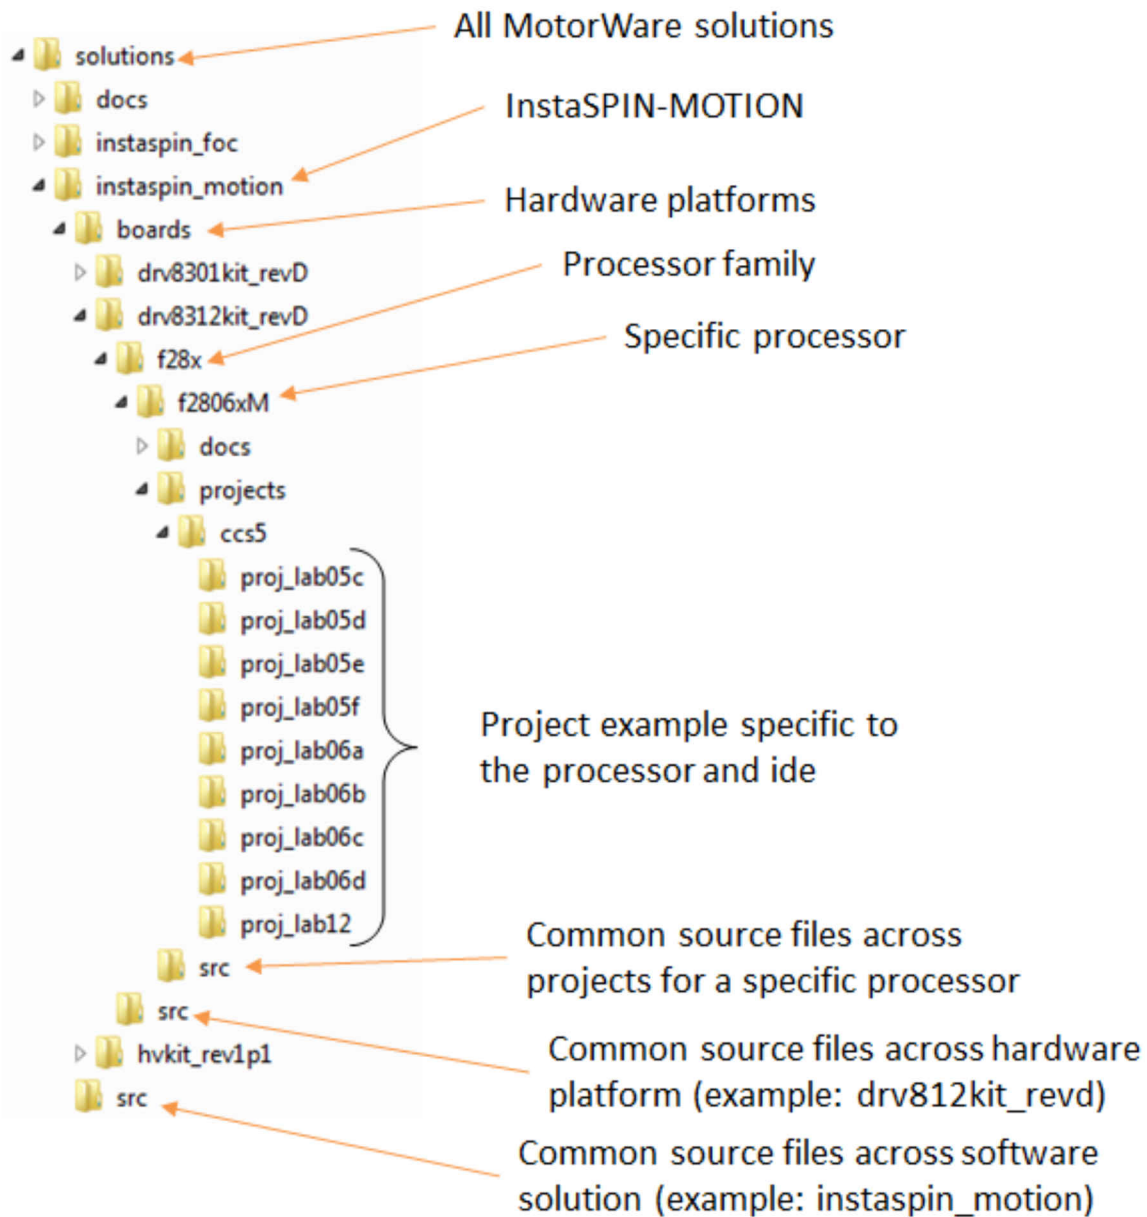 All MotorWare solutions
solutions
docs
InstaSPIN-MOTION
instaspin_foc
instaspin_motion
Hardware platforms
boards
Processor family
drv8301kit_revD
drv8312kit_revD
Specific processor
f28x
f2806xM
docs
projects
ccs5
proj_lab05c
proj_lab05d
proj_lab05e
proj_lab05f
proj_lab06a
proj_lab06b
proj_lab06c
proj_lab06d
proj_lab12
Project example specific to
the processor and ide
Common source files across
projects for a specific processor
src
src
Common source files across hardware
platform (example: drv812kit_revd)
hvkit_rev1p1
src
Common source files across software
solution (example: instaspin_motion)